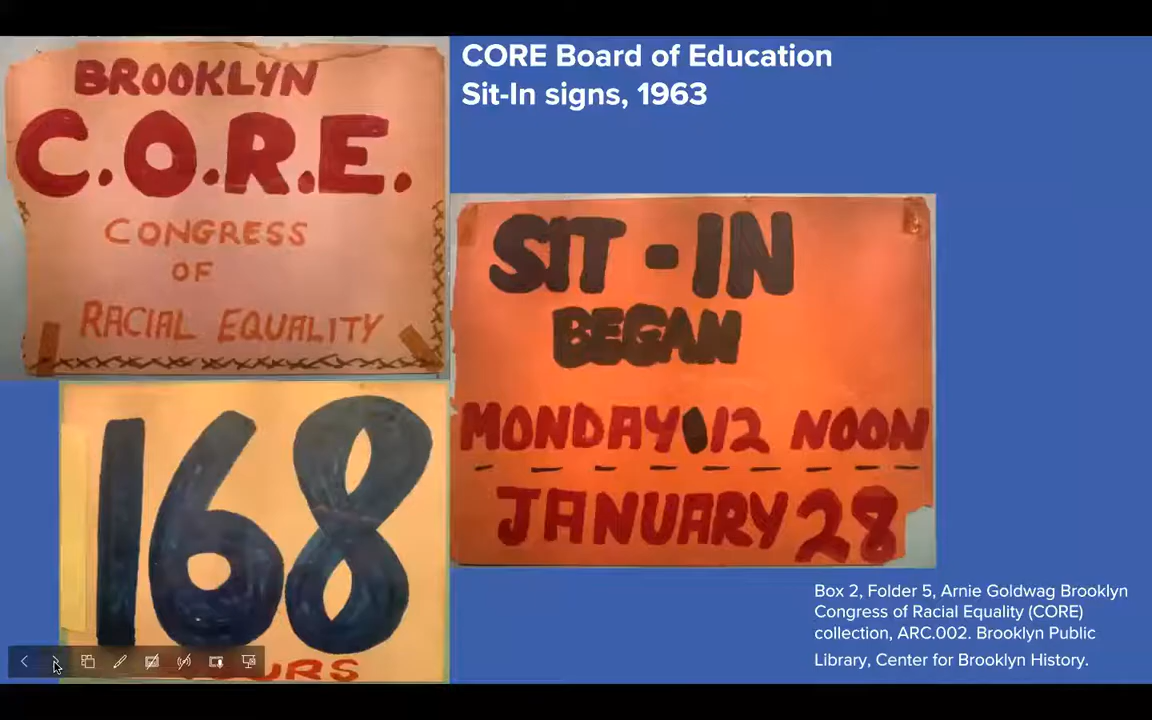 CORE Board of Education
Sit-In signs, 1963
BROOKLYN
C.O.R.E.
CONGRESS
OF
RACIAL EQUALITY
SIT-IN
BEGAN
MONDAY 12 NOON
JANUARY 28
168
Box 2, Folder 5, Arnie Goldwag Brooklyn
Congress of Racial Equality (CORE)
collection, ARC.002. Brooklyn Public
Library, Center for Brooklyn History.